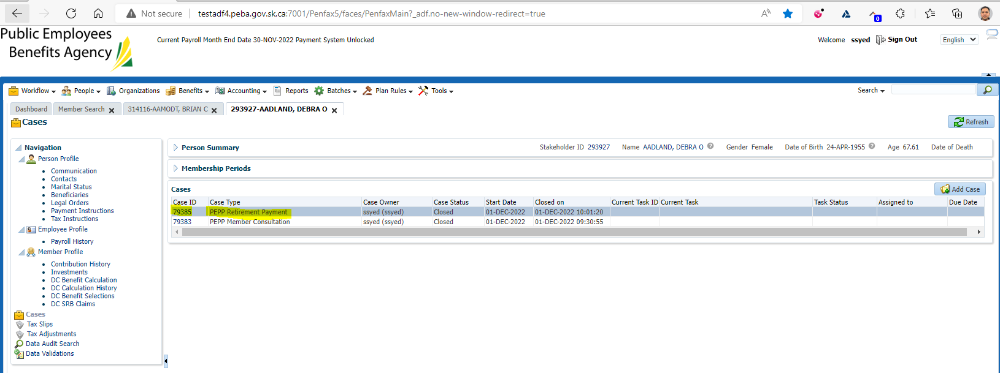 Not secure testadf4.peba.gov.sk.ca:7001/Penfax5/faces/PenfaxMain?_adf.no-new-window-redirect=true
0
Public Employees
Benefits Agency
Current Payroll Month End Date 30-NOV-2022 Payment System Unlocked
Welcome ssyed Sign Out English
Workflow People Organizations Benefits Accounting Reports Batches Plan Rules Tools Search
Dashboard Member Search 314116-AAMODT, BRIAN C 293927-AADLAND, DEBRA O
Cases
Refresh
Navigation
Person Profile
Communication
Contacts
Marital Status
Beneficiaries
Legal Orders
Payment Instructions
Tax Instructions
Employee Profile
Payroll History
Member Profile
Contribution History
Investments
DC Benefit Calculation
DC Calculation History
DC Benefit Selections
DC SRB Claims
Cases
Tax Slips
Tax Adjustments
Data Audit Search
Data Validations
Person Summary Stakeholder ID 293927 Name AADLAND, DEBRA O Gender Female Date of Birth 24-APR-1955 Age 67.61 Date of Death
Membership Periods
Cases Add Case
Case ID Case Type Case Owner Case Status Start Date Closed on Current Task ID Current Task Task Status Assigned to Due Date
79385 PEPP Retirement Payment ssyed (ssyed) Closed 01-DEC-2022 01-DEC-2022 10:01:20
79383 PEPP Member Consultation ssyed (ssyed) Closed 01-DEC-2022 01-DEC-2022 09:30:55